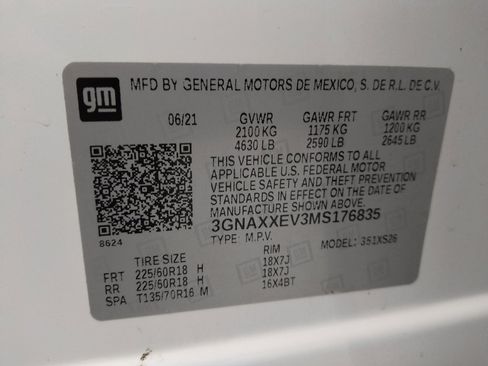 gm
MFD BY GENERAL MOTORS DE MEXICO, S. DE R.L. DE C.V.
06/21 GVWR GAWR FRT GAWR RR
2100 KG 1175 KG 1200 KG
4630 LB 2590 LB 2645 LB
THIS VEHICLE CONFORMS TO ALL
APPLICABLE U.S. FEDERAL MOTOR
VEHICLE SAFETY AND THEFT PREVENTION
STANDARDS IN EFFECT ON THE DATE OF
MANUFACTURE SHOWN ABOVE.
3GNAXXEV3MS176835
8624 TYPE: M.P.V. MODEL: 351XS26
TIRE SIZE RIM
FRT 225/60R18 H 18X7J
RR 225/60R18 H 18X7J
SPA T135/70R16 M 16X4BT